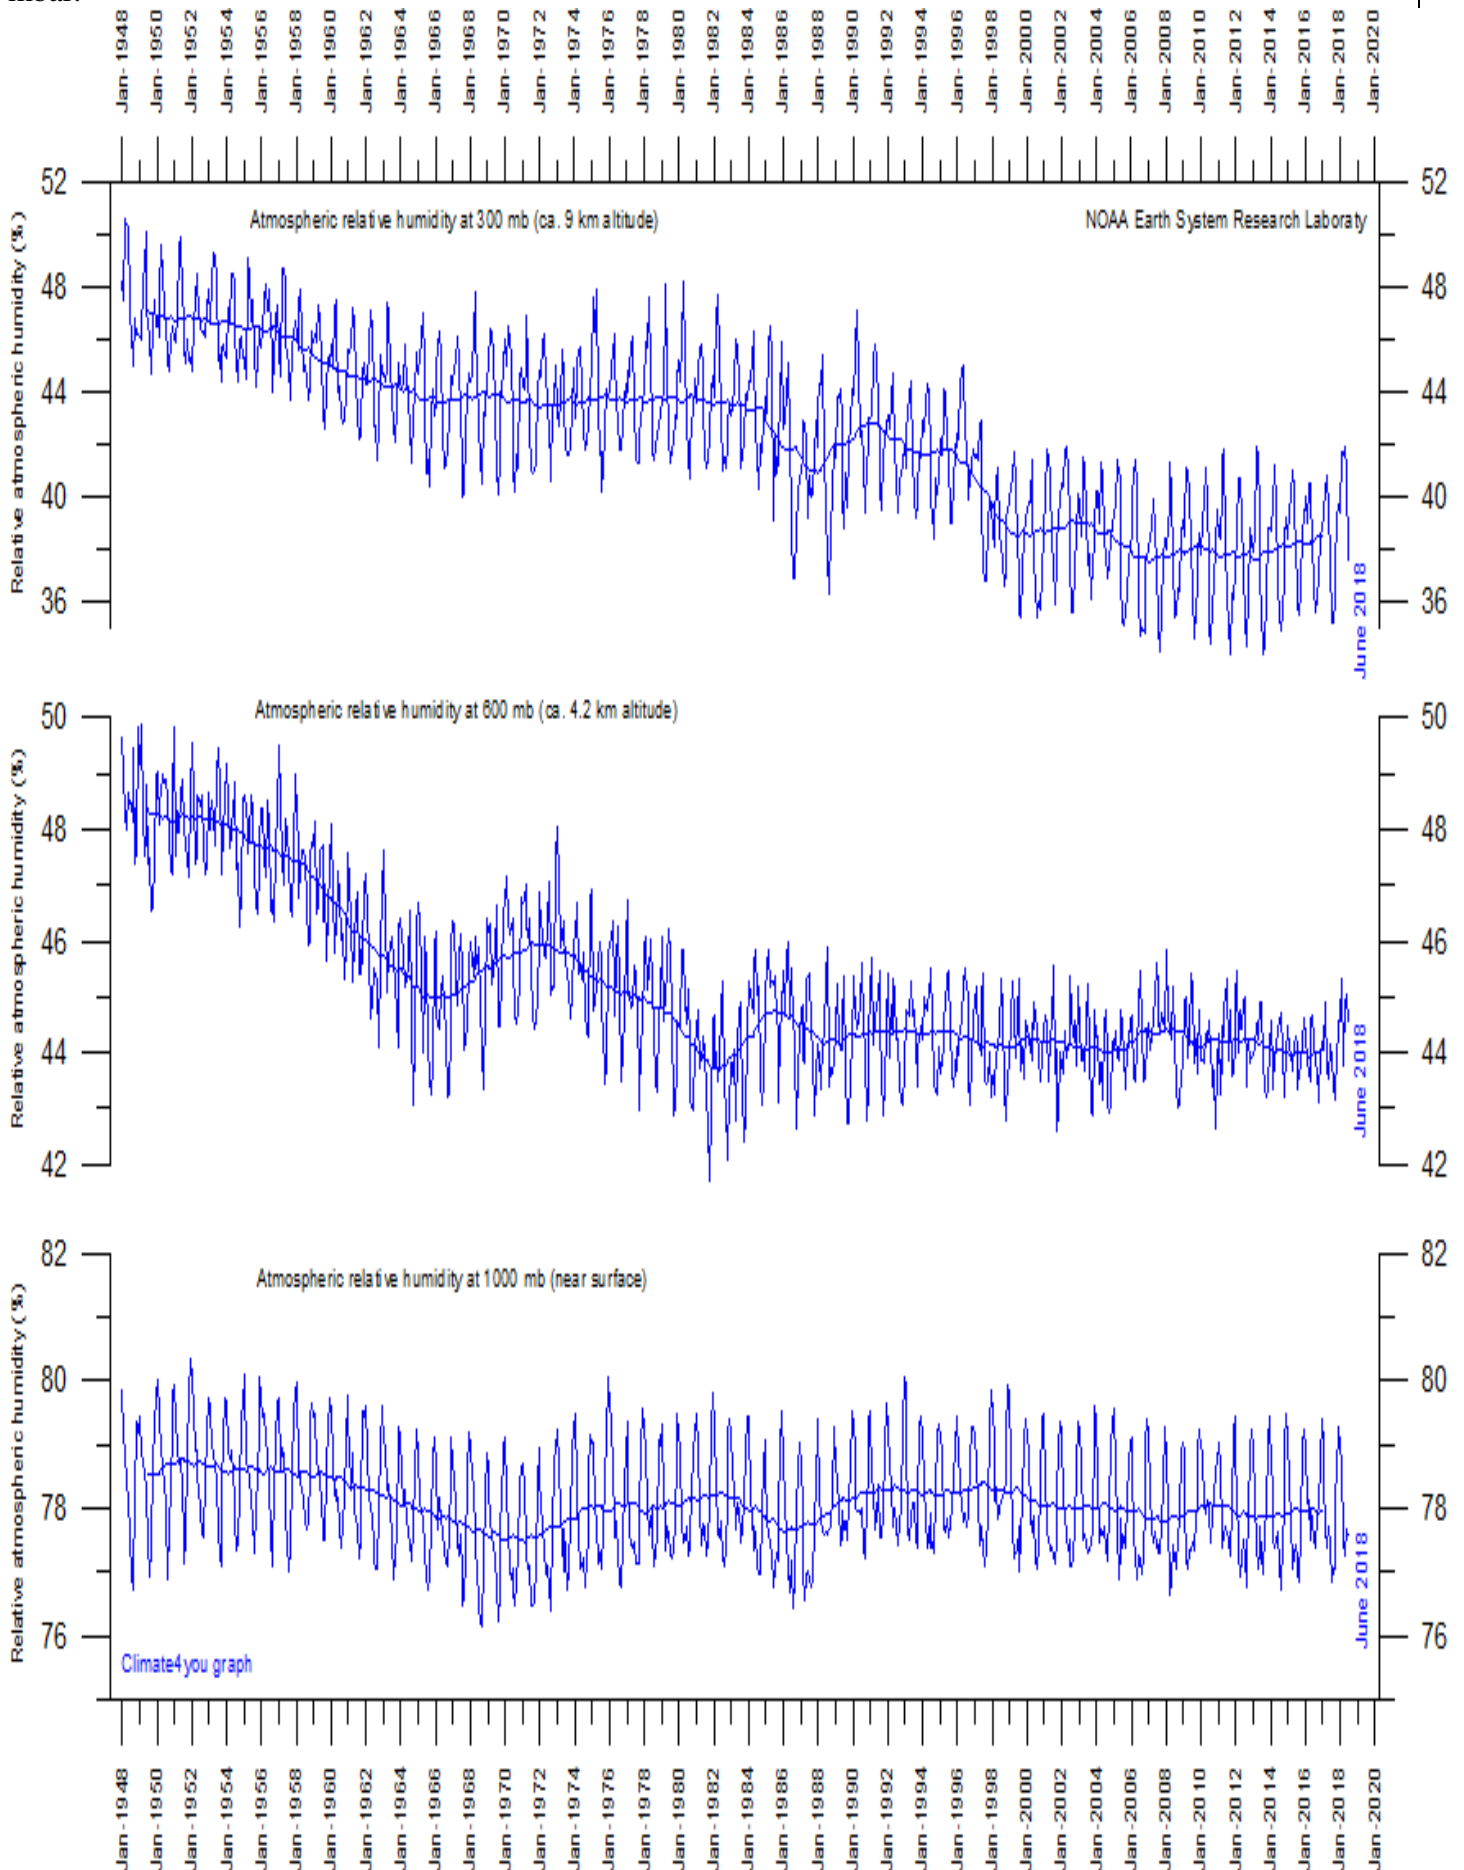 Jan-1948 Jan-1950 Jan-1952 Jan-1954 Jan-1956 Jan-1958 Jan-1960 Jan-1962 Jan-1964 Jan-1966 Jan-1968 Jan-1970 Jan-1972 Jan-1974 Jan-1976 Jan-1978 Jan-1980 Jan-1982 Jan-1984 Jan-1986 Jan-1988 Jan-1990 Jan-1992 Jan-1994 Jan-1996 Jan-1998 Jan-2000 Jan-2002 Jan-2004 Jan-2006 Jan-2008 Jan-2010 Jan-2012 Jan-2014 Jan-2016 Jan-2018 Jan-2020
Relative atmospheric humidity (%)
52 52
Atmospheric relative humidity at 300 mb (ca. 9 km altitude) NOAA Earth System Research Laboraty
48 48
44 44
40 40
36 36
June 2018
Relative atmospheric humidity (%)
Atmospheric relative humidity at 600 mb (ca. 4.2 km altitude)
50 50
48 48
46 46
44 44
42 42
June 2018
Relative atmospheric humidity (%)
82 82
Atmospheric relative humidity at 1000 mb (near surface)
80 80
78 78
76 76
June 2018
Climate4you graph
Jan-1948 Jan-1950 Jan-1952 Jan-1954 Jan-1956 Jan-1958 Jan-1960 Jan-1962 Jan-1964 Jan-1966 Jan-1968 Jan-1970 Jan-1972 Jan-1974 Jan-1976 Jan-1978 Jan-1980 Jan-1982 Jan-1984 Jan-1986 Jan-1988 Jan-1990 Jan-1992 Jan-1994 Jan-1996 Jan-1998 Jan-2000 Jan-2002 Jan-2004 Jan-2006 Jan-2008 Jan-2010 Jan-2012 Jan-2014 Jan-2016 Jan-2018 Jan-2020